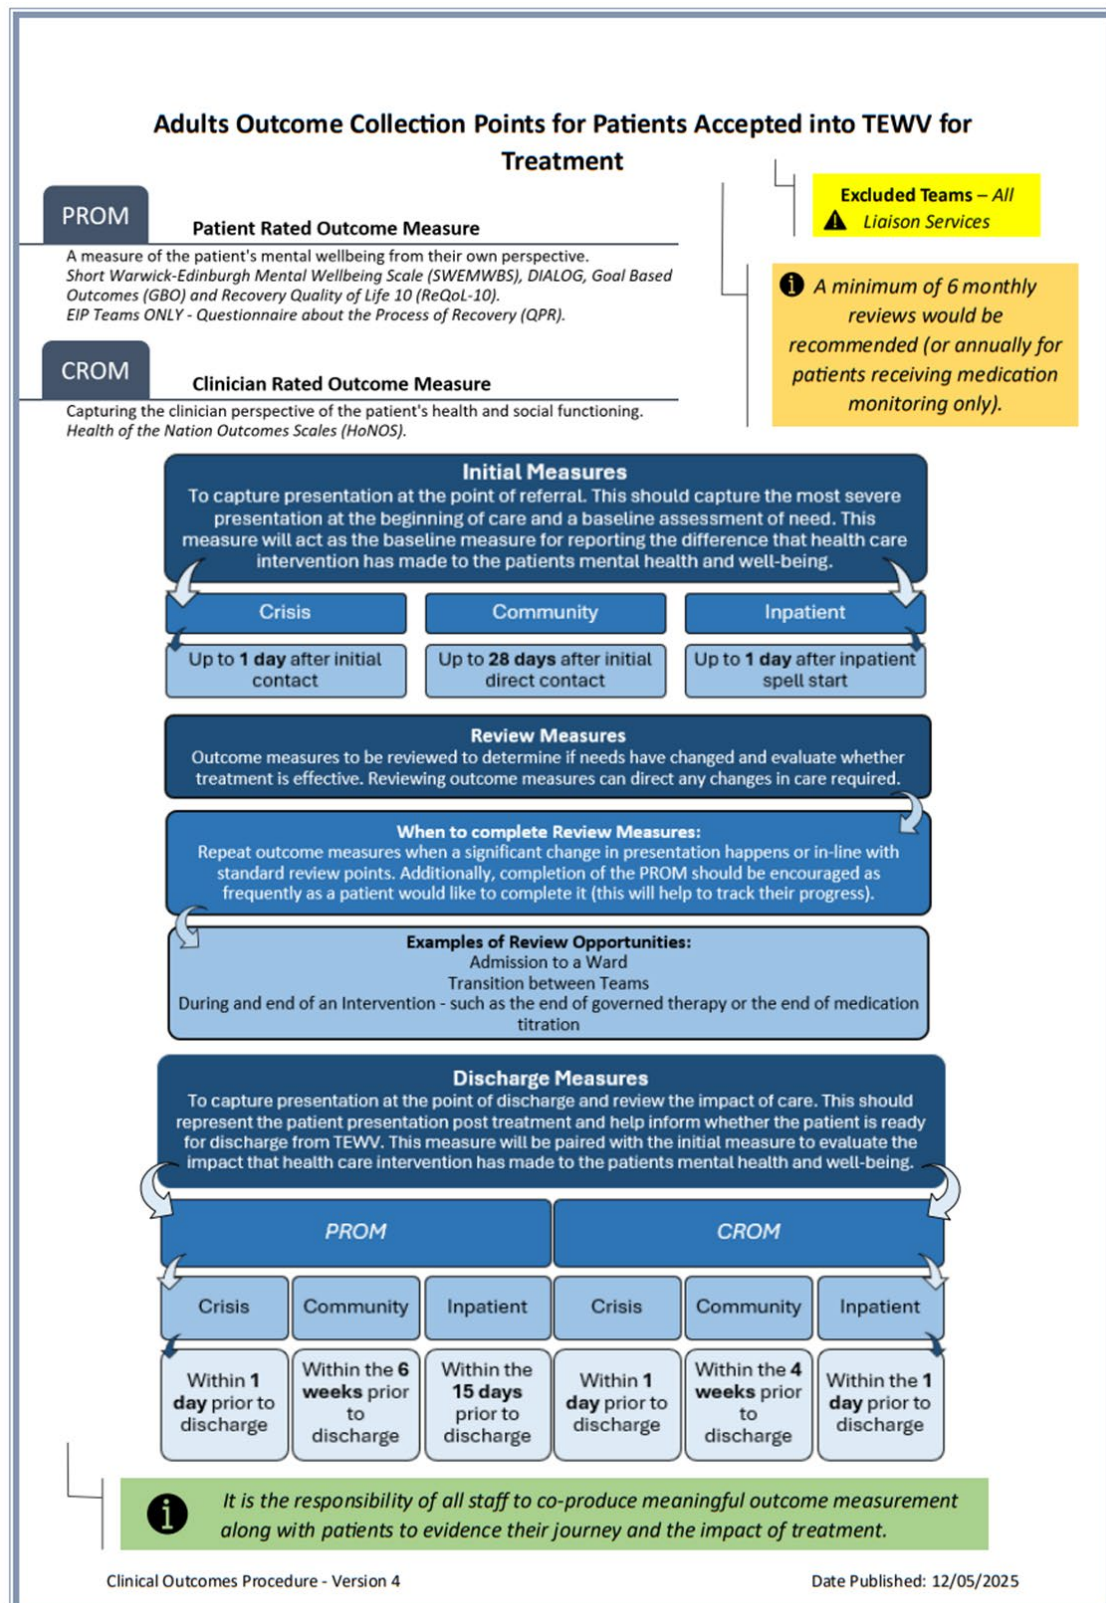 Adults Outcome Collection Points for Patients Accepted into TEWV for
Treatment
PROM
Patient Rated Outcome Measure
A measure of the patient's mental wellbeing from their own perspective.
Short Warwick-Edinburgh Mental Wellbeing Scale (SWEMWBS), DIALOG, Goal Based
Outcomes (GBO) and Recovery Quality of Life 10 (ReQoL-10).
EIP Teams ONLY - Questionnaire about the Process of Recovery (QPR).
CROM
Clinician Rated Outcome Measure
Capturing the clinician perspective of the patient's health and social functioning.
Health of the Nation Outcomes Scales (HoNOS).
Excluded Teams – All
Liaison Services
A minimum of 6 monthly
reviews would be
recommended (or annually for
patients receiving medication
monitoring only).
Initial Measures
To capture presentation at the point of referral. This should capture the most severe
presentation at the beginning of care and a baseline assessment of need. This
measure will act as the baseline measure for reporting the difference that health care
intervention has made to the patients mental health and well-being.
Crisis
Community
Inpatient
Up to 1 day after initial
contact
Up to 28 days after initial
direct contact
Up to 1 day after inpatient
spell start
Review Measures
Outcome measures to be reviewed to determine if needs have changed and evaluate whether
treatment is effective. Reviewing outcome measures can direct any changes in care required.
When to complete Review Measures:
Repeat outcome measures when a significant change in presentation happens or in-line with
standard review points. Additionally, completion of the PROM should be encouraged as
frequently as a patient would like to complete it (this will help to track their progress).
Examples of Review Opportunities:
Admission to a Ward
Transition between Teams
During and end of an Intervention - such as the end of governed therapy or the end of medication
titration
Discharge Measures
To capture presentation at the point of discharge and review the impact of care. This should
represent the patient presentation post treatment and help inform whether the patient is ready
for discharge from TEWV. This measure will be paired with the initial measure to evaluate the
impact that health care intervention has made to the patients mental health and well-being.
PROM
CROM
Crisis
Community
Inpatient
Crisis
Community
Inpatient
Within 1
day prior to
discharge
Within the 6
weeks prior
to
discharge
Within the
15 days
prior to
discharge
Within 1
day prior to
discharge
Within the 4
weeks prior
to
discharge
Within the 1
day prior to
discharge
It is the responsibility of all staff to co-produce meaningful outcome measurement
along with patients to evidence their journey and the impact of treatment.
Clinical Outcomes Procedure - Version 4
Date Published: 12/05/2025